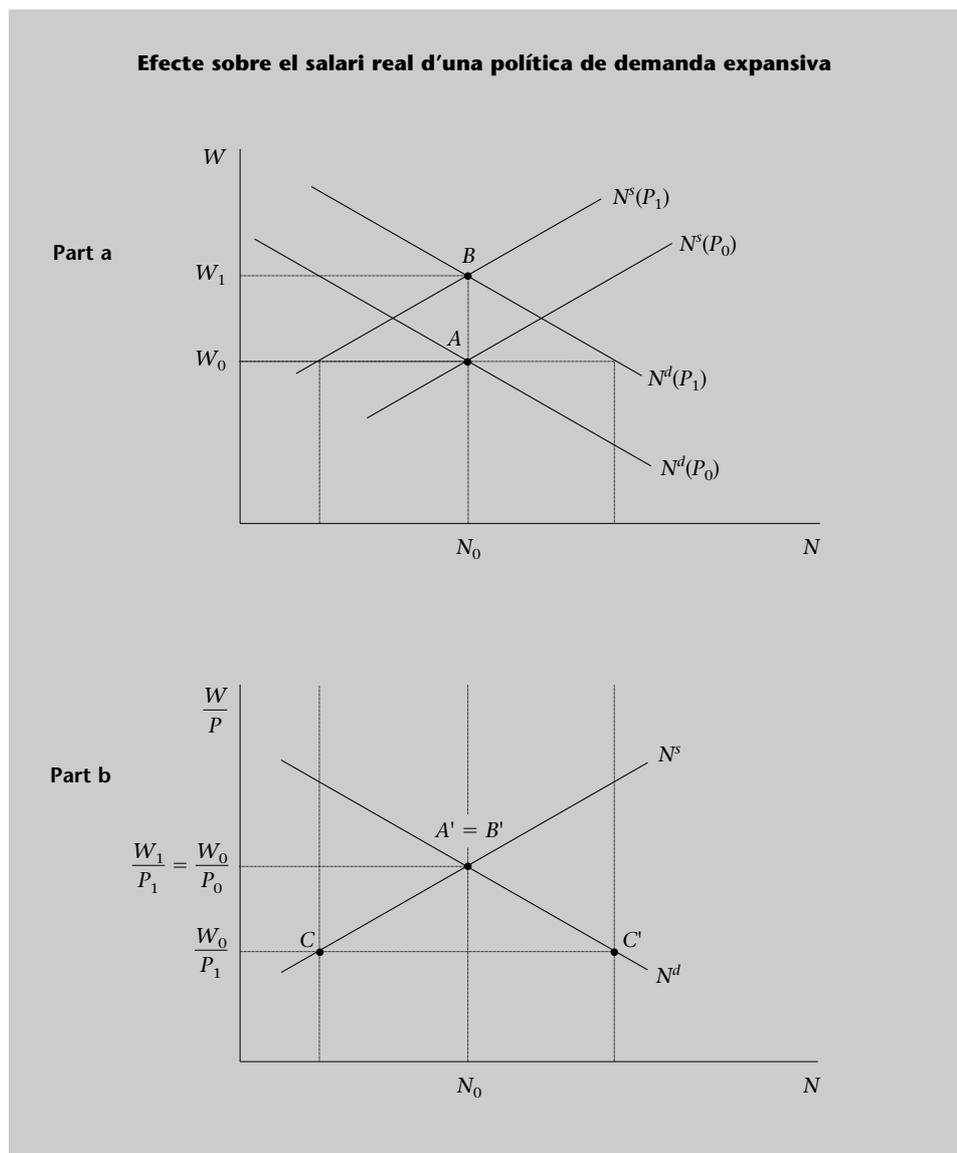 Efecte sobre el salari real d’una política de demanda expansiva
Part a
W
Nˢ(P₁)
Nˢ(P₀)
B
W₁
A
W₀
Nᵈ(P₁)
Nᵈ(P₀)
N₀
N
Part b
W
P
Nˢ
A' = B'
W₁/P₁ = W₀/P₀
C
C'
W₀/P₁
Nᵈ
N₀
N